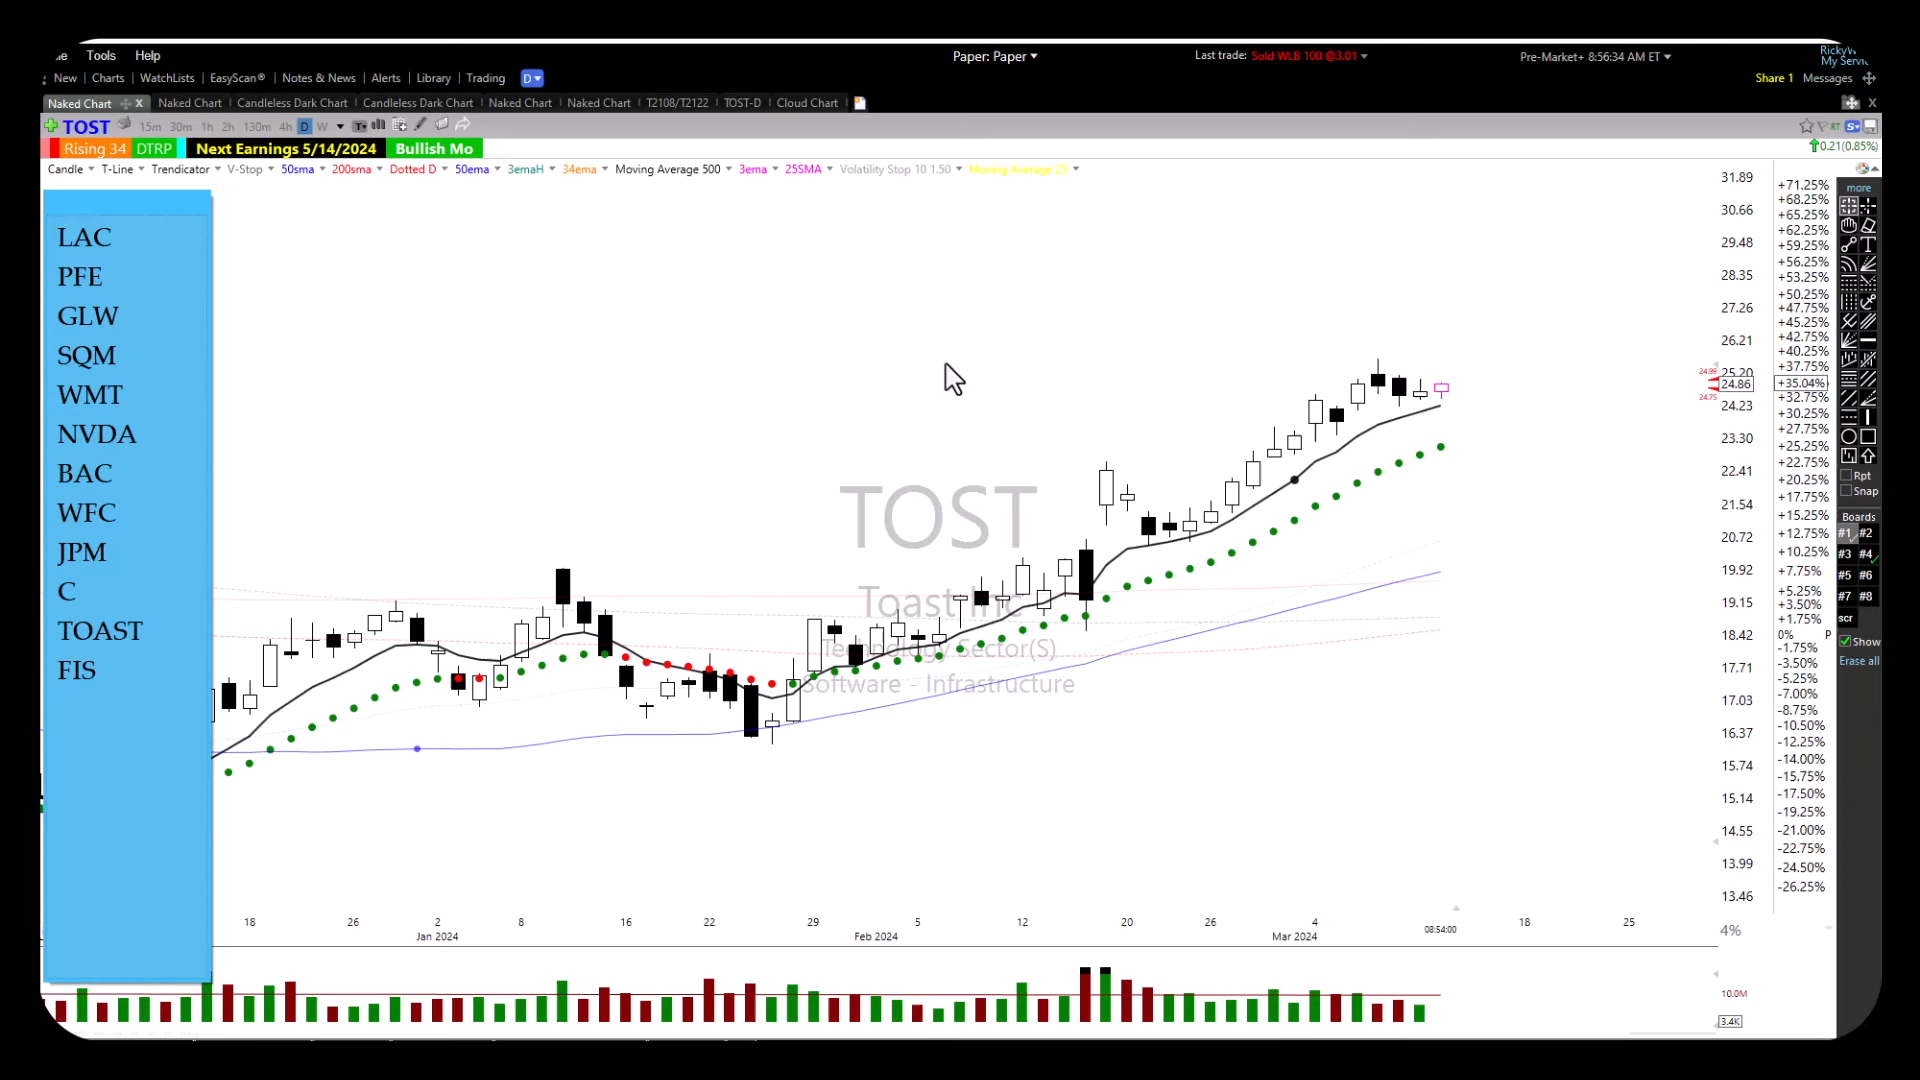 Tools Help Paper: Paper Last trade: Sold WLB 100 @3.01 Pre-Market+ 8:56:34 AM ET
My
New Charts WatchLists EasyScan® Notes & News Alerts Library Trading D Share 1 Messages
Naked Chart X Naked Chart Candleless Dark Chart Candleless Dark Chart Naked Chart Naked Chart T2108/T2122 TOST-D Cloud Chart X
TOST 15m 30m 1h 2h 130m 4h D W RT S
Rising 34 DTRP Next Earnings 5/14/2024 Bullish Mo 0.21(0.85%)
Candle T-Line Trendicator V-Stop 50sma 200sma Dotted D 50ema 3emaH 34ema Moving Average 500 3ema 25SMA Volatility Stop 10 1.50 Moving Average 25
LAC
PFE
GLW
SQM
WMT
NVDA
BAC
WFC
JPM
C
TOAST
FIS
TOST
Toast Inc
Technology Sector(S)
Software - Infrastructure
31.89
30.66
29.48
28.35
27.26
26.21
25.20
24.99
24.86
24.75
24.23
23.30
22.41
21.54
20.72
19.92
19.15
18.42
17.71
17.03
16.37
15.74
15.14
14.55
13.99
13.46
4%
+71.25%
+68.25%
+65.25%
+62.25%
+59.25%
+56.25%
+53.25%
+50.25%
+47.75%
+45.25%
+42.75%
+40.25%
+37.75%
+35.04%
+32.75%
+30.25%
+27.75%
+25.25%
+22.75%
+20.25%
+17.75%
+15.25%
+12.75%
+10.25%
+7.75%
+5.25%
+3.50%
+1.75%
0% P
-1.75%
-3.50%
-5.25%
-7.00%
-8.75%
-10.50%
-12.25%
-14.00%
-15.75%
-17.50%
-19.25%
-21.00%
-22.75%
-24.50%
-26.25%
more
Rpt
Snap
Boards
#1 #2
#3 #4
#5 #6
#7 #8
scr
Show
Erase all
18 26 2 8 16 22 29 5 12 20 26 4 08:54:00 18 25
Jan 2024 Feb 2024 Mar 2024
10.0M
3.4K